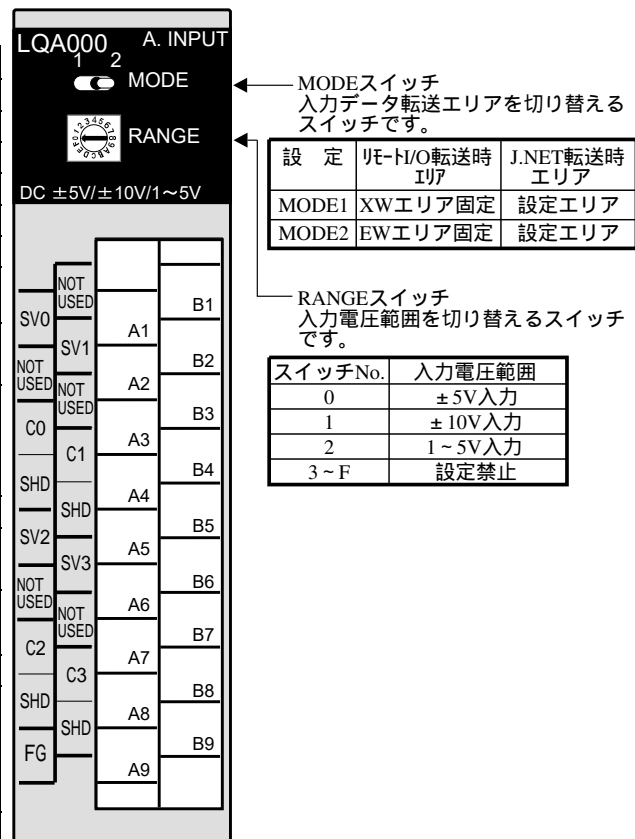 LQA000 A. INPUT
1 2
MODE
0123456789ABCDEF
RANGE
DC ±5V/±10V/1～5V
MODEスイッチ
入力データ転送エリアを切り替える
スイッチです。
設　定 リモートI/O転送時エリア J.NET転送時エリア
MODE1 XWエリア固定 設定エリア
MODE2 EWエリア固定 設定エリア
RANGEスイッチ
入力電圧範囲を切り替えるスイッチ
です。
スイッチNo. 入力電圧範囲
0 ±5V入力
1 ±10V入力
2 1~5V入力
3~F 設定禁止
NOT USED
B1
SV0
A1
SV1
B2
NOT USED
A2
NOT USED
B3
C0
A3
C1
B4
SHD
A4
SHD
B5
SV2
A5
SV3
B6
NOT USED
A6
NOT USED
B7
C2
A7
C3
B8
SHD
A8
SHD
B9
FG
A9